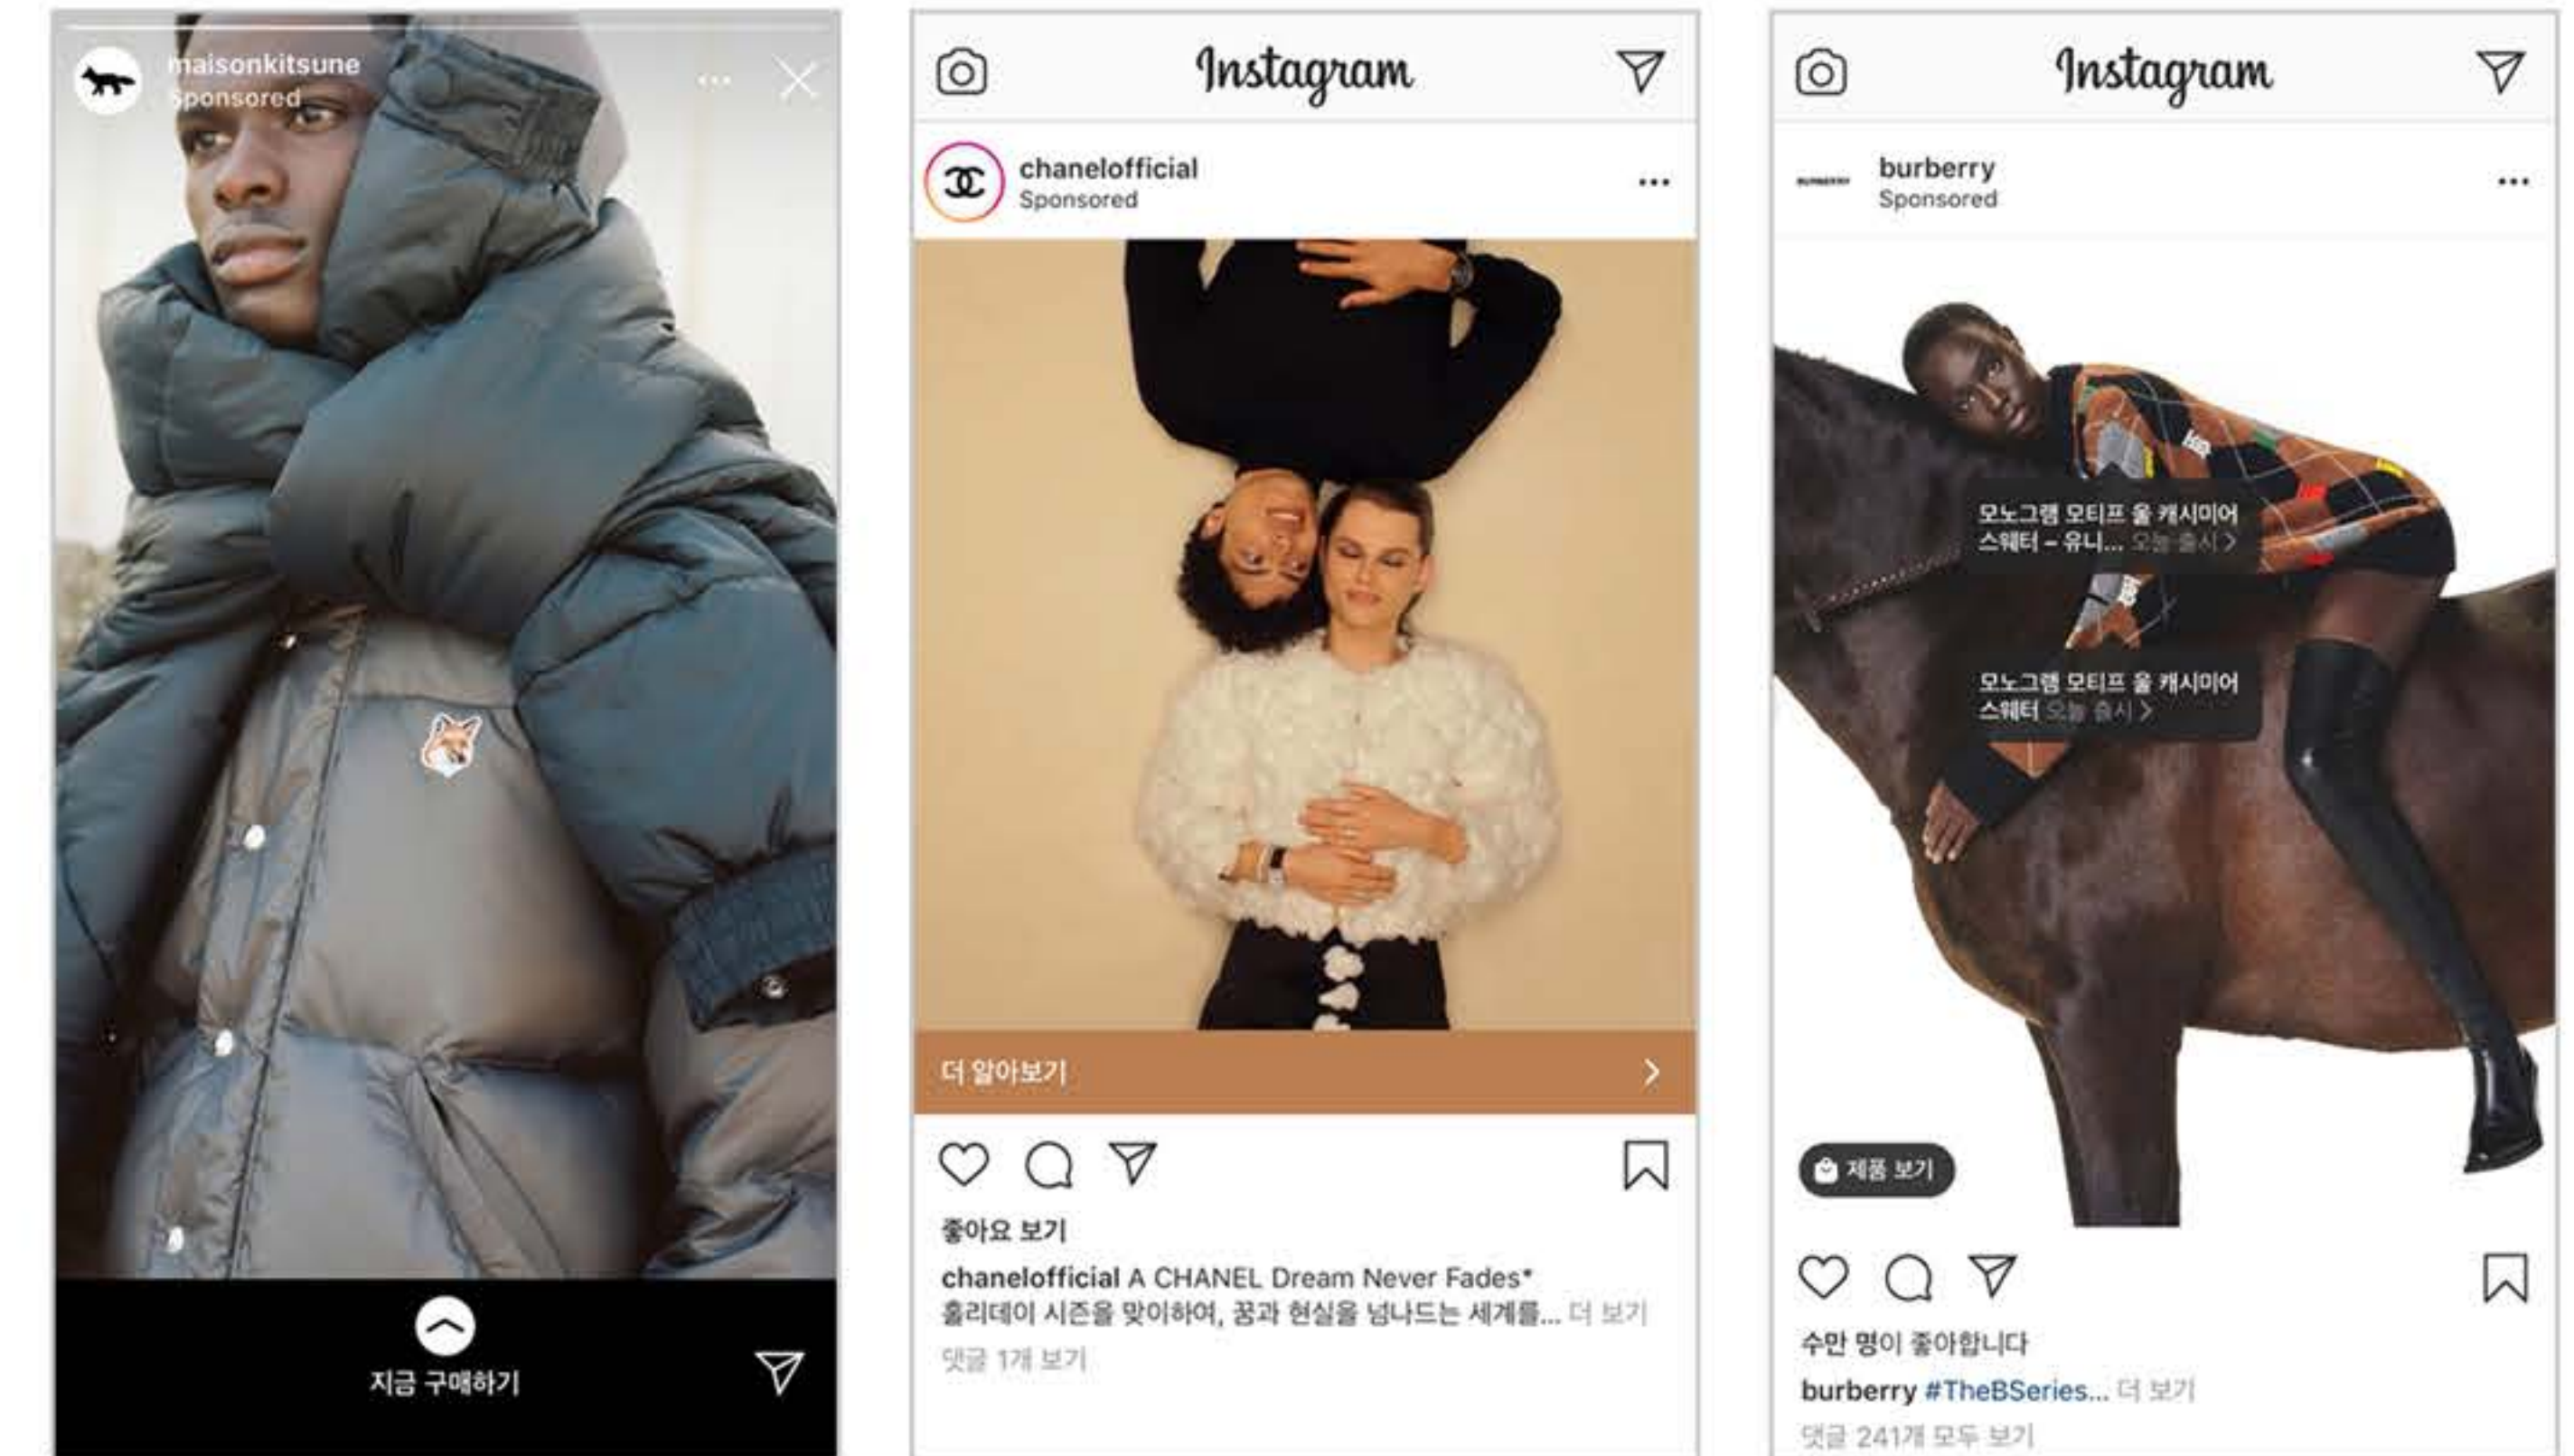 maisonkitsune
Sponsored
지금 구매하기
Instagram
chanelofficial
Sponsored
더 알아보기
좋아요 보기
chanelofficial A CHANEL Dream Never Fades*
홀리데이 시즌을 맞이하여, 꿈과 현실을 넘나드는 세계를... 더 보기
댓글 1개 보기
Instagram
BURBERRY
burberry
Sponsored
모노그램 모티프 울 캐시미어
스웨터 – 유니... 오늘 출시
모노그램 모티프 울 캐시미어
스웨터 오늘 출시
제품 보기
수만 명이 좋아합니다
burberry #TheBSeries... 더 보기
댓글 241개 모두 보기